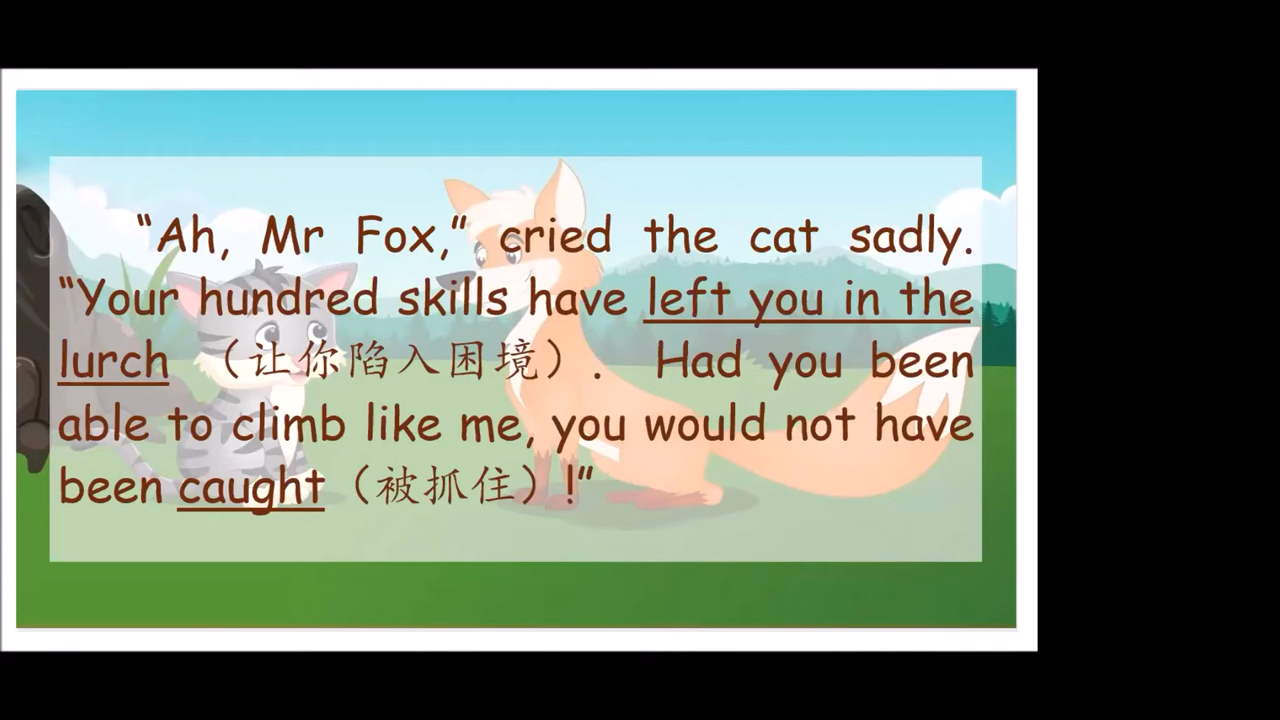 “Ah, Mr Fox,” cried the cat sadly.
“Your hundred skills have left you in the
lurch （让你陷入困境）. Had you been
able to climb like me, you would not have
been caught（被抓住）!”